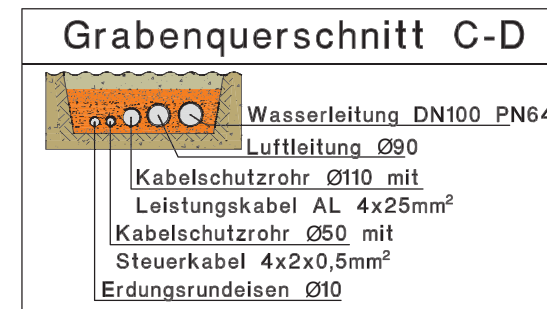 Grabenquerschnitt C-D
Wasserleitung DN100 PN64
Luftleitung Ø90
Kabelschutzrohr Ø110 mit
Leistungskabel AL 4x25mm²
Kabelschutzrohr Ø50 mit
Steuerkabel 4x2x0,5mm²
Erdungsrundeisen Ø10